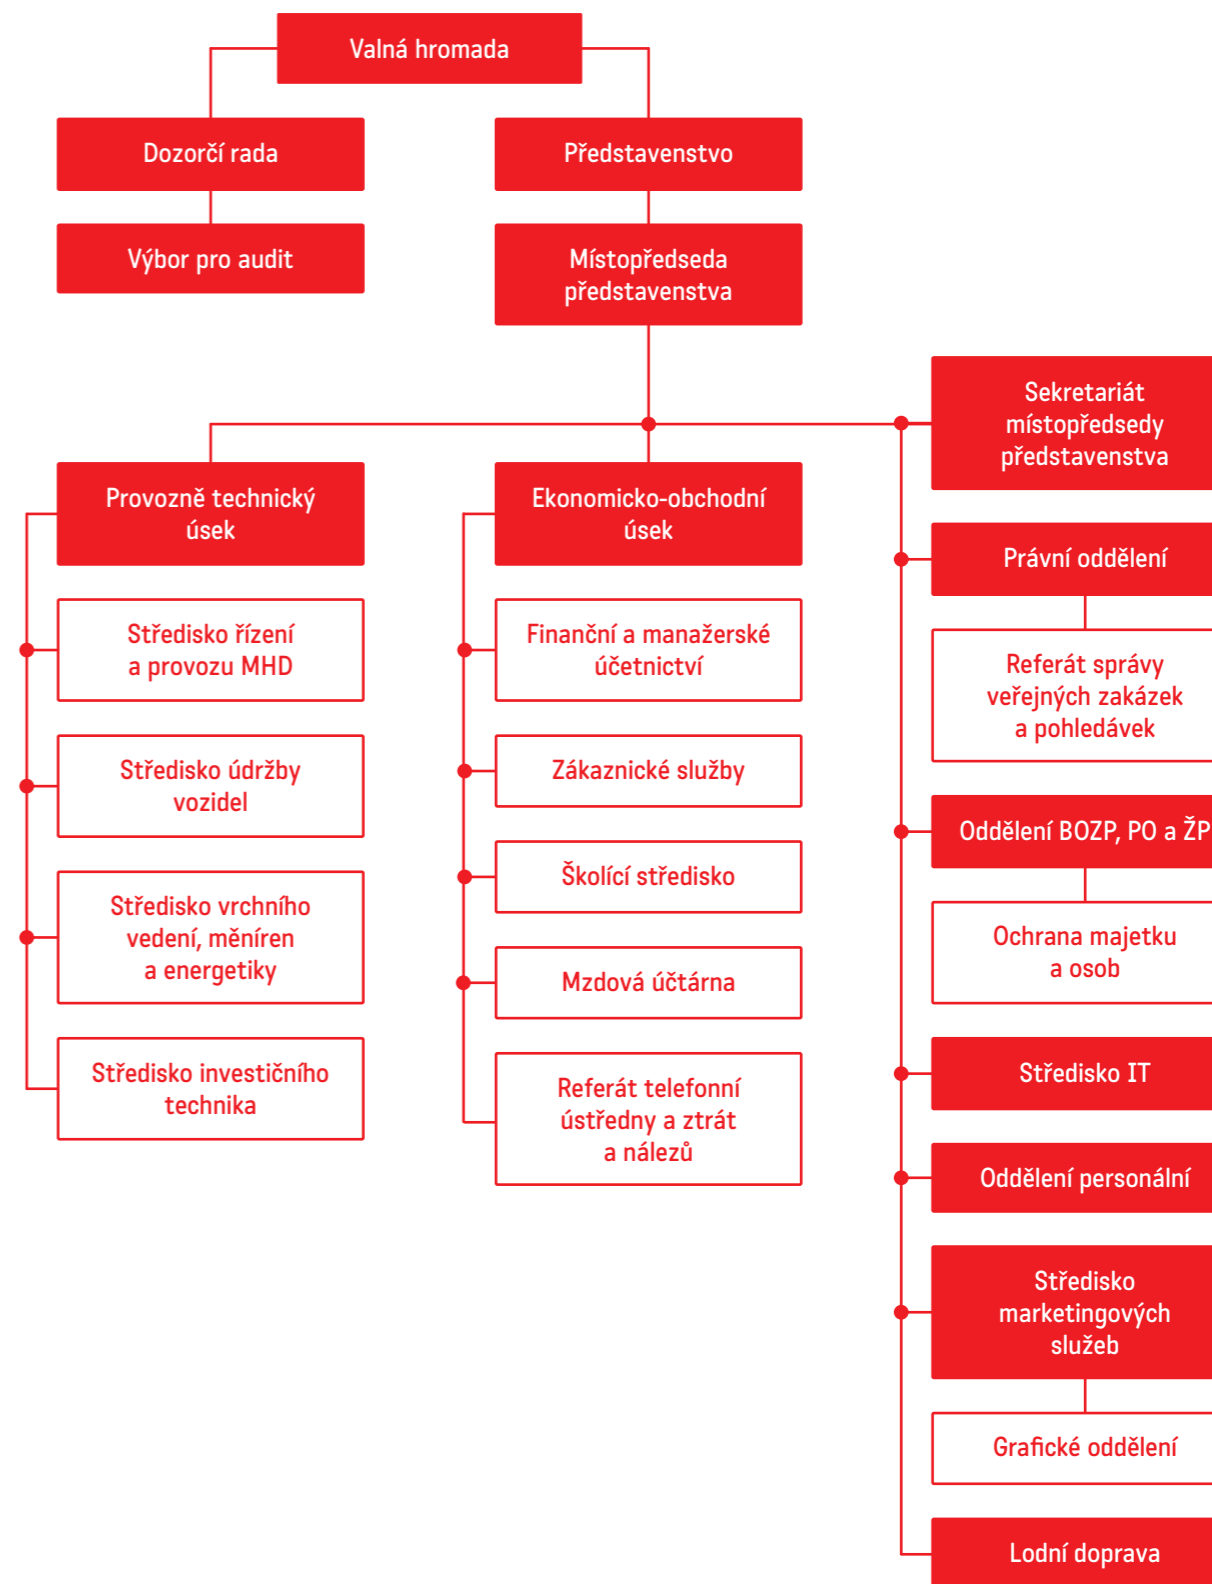 Valná hromada
Dozorčí rada
Představenstvo
Výbor pro audit
Místopředseda
představenstva
Provozně technický
úsek
Středisko řízení
a provozu MHD
Středisko údržby
vozidel
Středisko vrchního
vedení, měníren
a energetiky
Středisko investičního
technika
Ekonomicko-obchodní
úsek
Finanční a manažerské
účetnictví
Zákaznické služby
Školící středisko
Mzdová účtárna
Referát telefonní
ústředny a ztrát
a nálezů
Sekretariát
místopředsedy
představenstva
Právní oddělení
Referát správy
veřejných zakázek
a pohledávek
Oddělení BOZP, PO a ŽP
Ochrana majetku
a osob
Středisko IT
Oddělení personální
Středisko
marketingových
služeb
Grafické oddělení
Lodní doprava